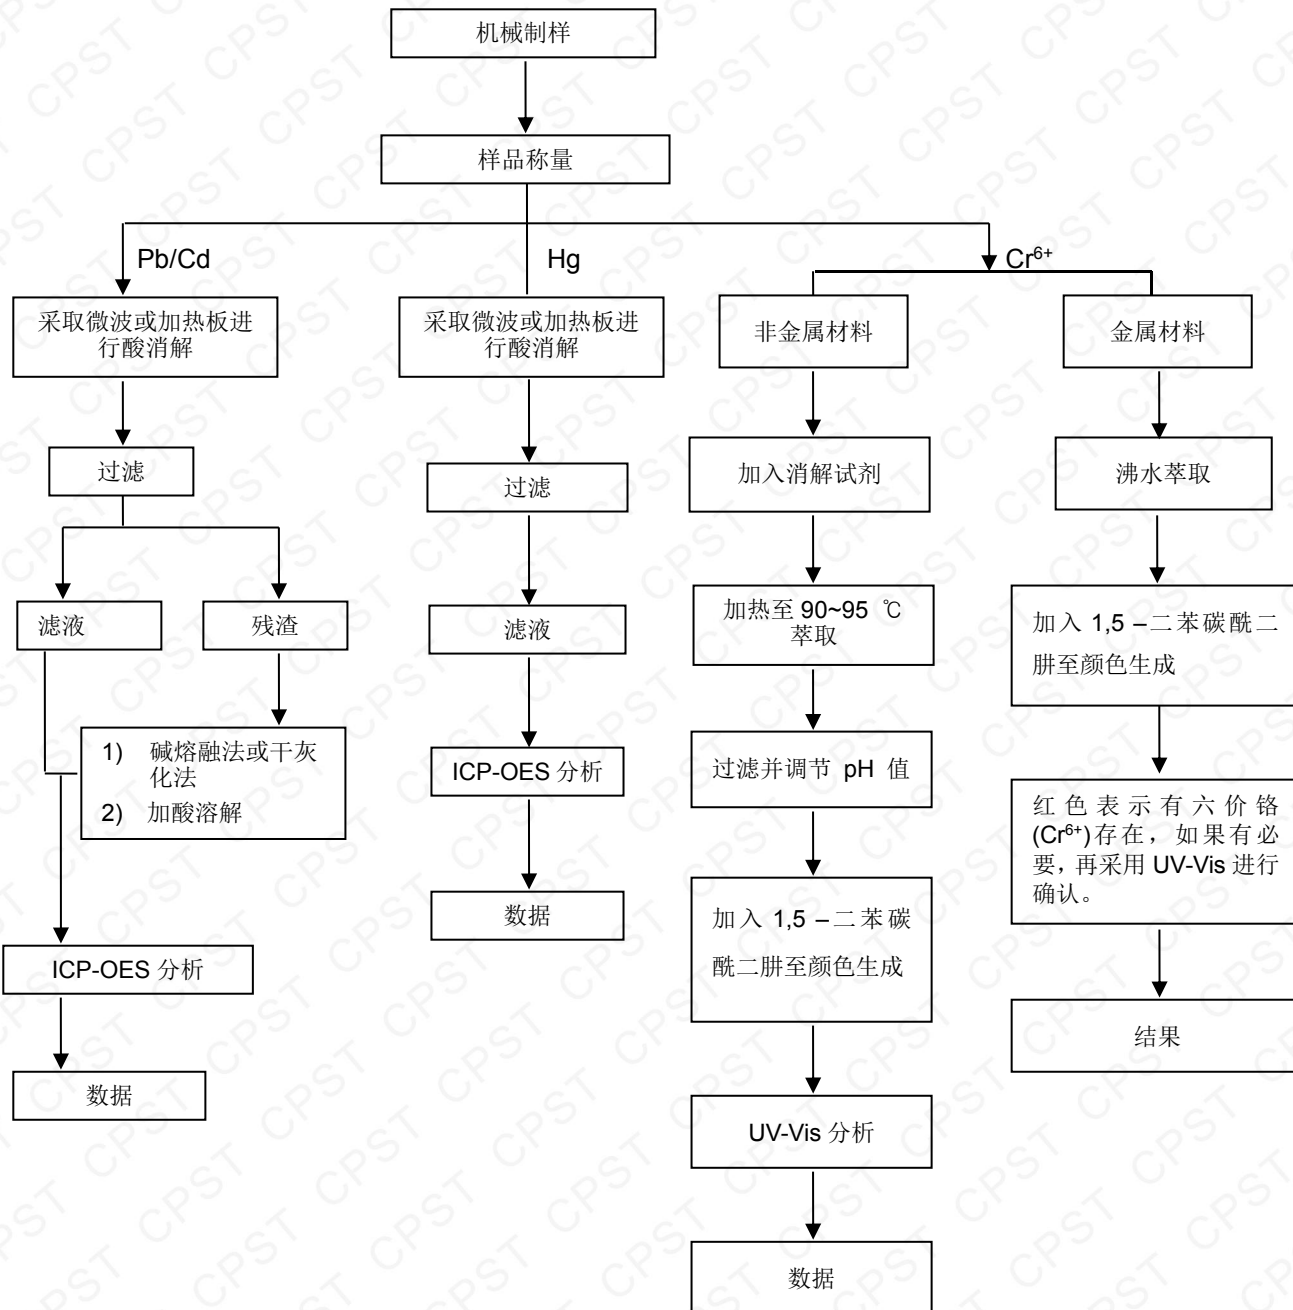 机械制样
样品称量
Pb/Cd
Hg
Cr⁶⁺
采取微波或加热板进
行酸消解
采取微波或加热板进
行酸消解
非金属材料
金属材料
过滤
过滤
加入消解试剂
沸水萃取
滤液
残渣
滤液
加热至 90~95 ℃
萃取
加入 1,5 –二苯碳酰二
肼至颜色生成
1) 碱熔融法或干灰
化法
2) 加酸溶解
ICP-OES 分析
过滤并调节 pH 值
红色表示有六价铬
(Cr⁶⁺)存在，如果有必
要，再采用 UV-Vis 进行
确认。
数据
加入 1,5 –二苯碳
酰二肼至颜色生成
ICP-OES 分析
结果
数据
UV-Vis 分析
数据
CPST